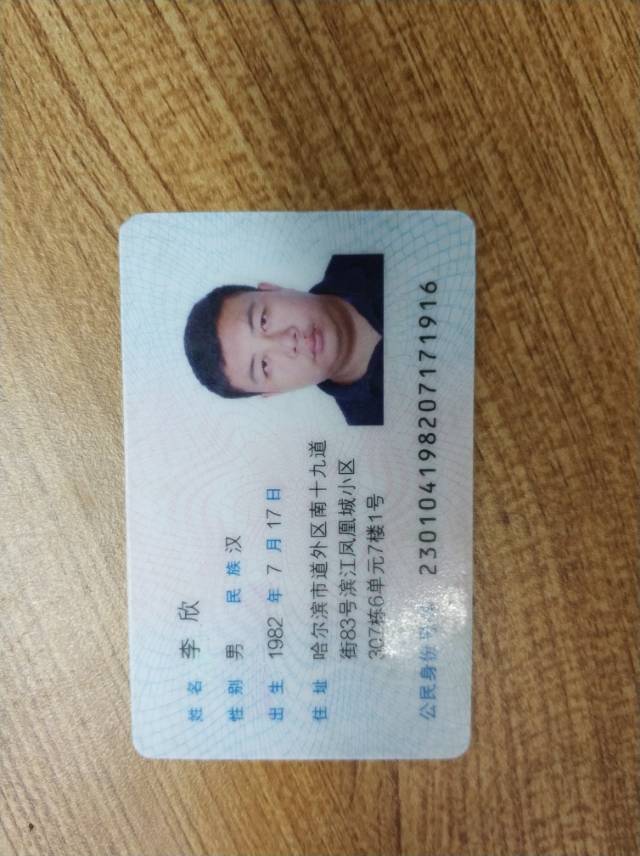 姓名 李欣
性别 男 民族 汉
出生 1982 年 7 月 17 日
住址 哈尔滨市道外区南十九道
街83号滨江凤凰城小区
307栋6单元7楼1号
公民身份号码 230104198207171916